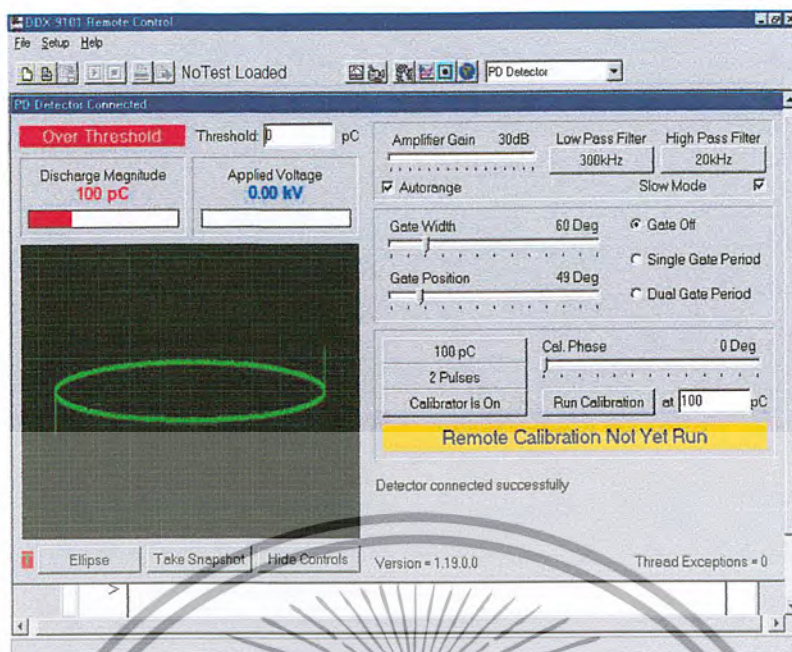 DDX 9101 Remote Control
File Setup Help
NoTest Loaded
PD Detector
PD Detector Connected
Over Threshold Threshold: 0 pC
Discharge Magnitude
100 pC
Applied Voltage
0.00 kV
Amplifier Gain 30dB
Low Pass Filter High Pass Filter
300kHz 20kHz
Autorange Slow Mode
Gate Width 60 Deg
Gate Position 49 Deg
Gate Off
Single Gate Period
Dual Gate Period
100 pC
2 Pulses
Calibrator Is On
Cal. Phase 0 Deg
Run Calibration at 100 pC
Remote Calibration Not Yet Run
Detector connected successfully
Ellipse Take Snapshot Hide Controls
Version = 1.19.0.0 Thread Exceptions = 0
>